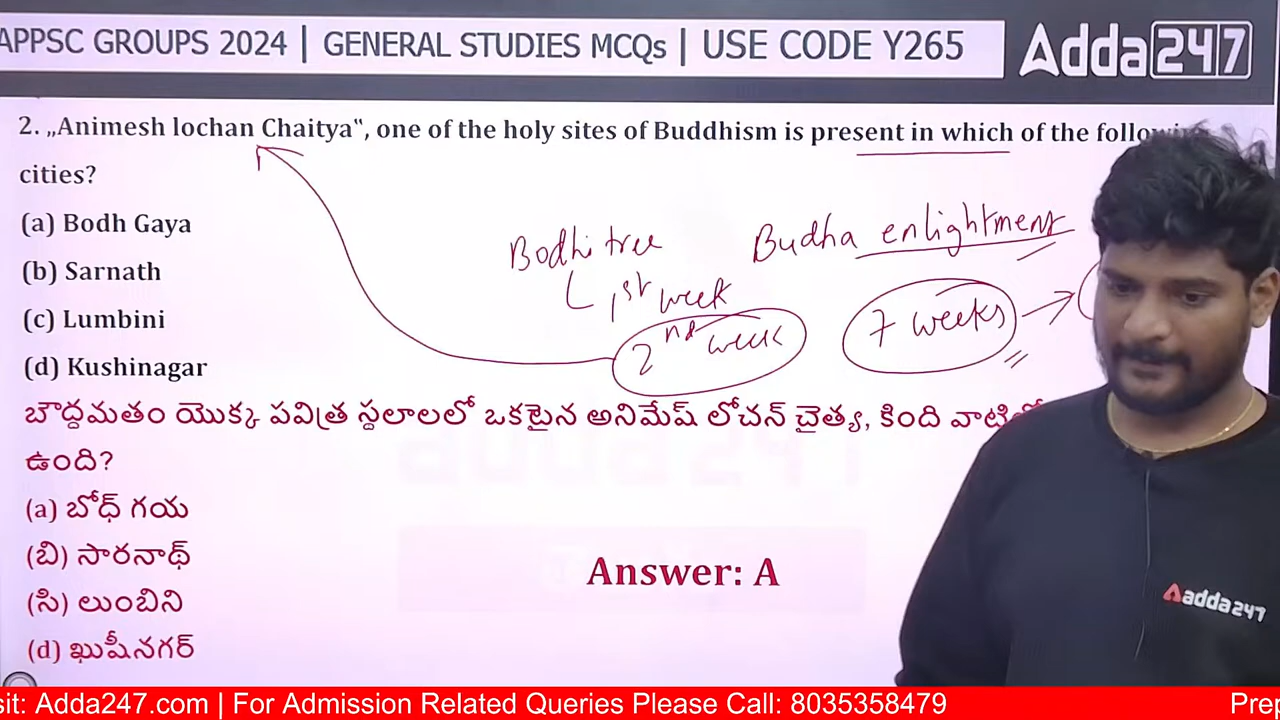 APPSC GROUPS 2024 | GENERAL STUDIES MCQs | USE CODE Y265
Adda247
2. „Animesh lochan Chaitya‟, one of the holy sites of Buddhism is present in which of the
cities?
(a) Bodh Gaya
(b) Sarnath
(c) Lumbini
(d) Kushinagar
Bodhi tree
1st week
2nd week
Budha enlightment
7 weeks
బౌద్ధమతం యొక్క పవిత్ర స్థలాలలో ఒకటైన అనిమేష్ లోచన్ చైత్య, కింది
ఉంది?
(a) బోధ్ గయ
(బి) సారనాథ్
(సి) లుంబిని
(d) ఖుషీనగర్
Answer: A
adda247
Adda247.com | For Admission Related Queries Please Call: 8035358479